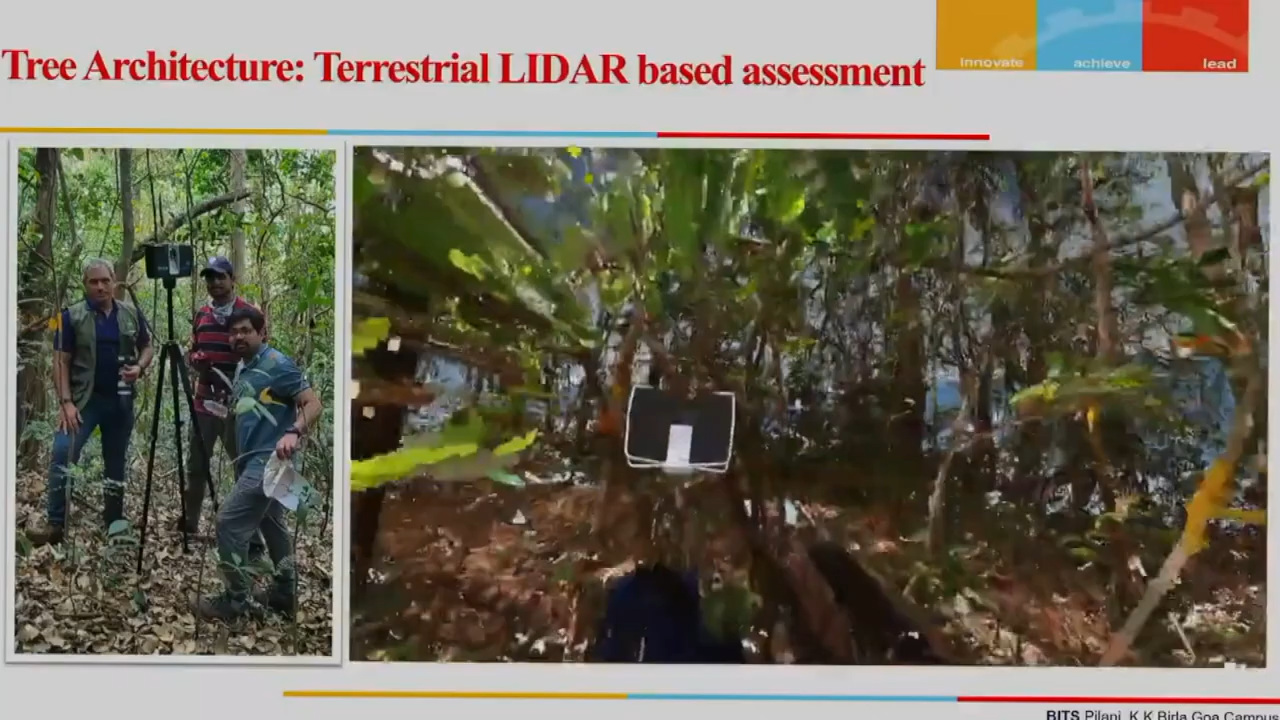 Tree Architecture: Terrestrial LIDAR based assessment
innovate
achieve
lead
BITS Pilani, K K Birla Goa Campus